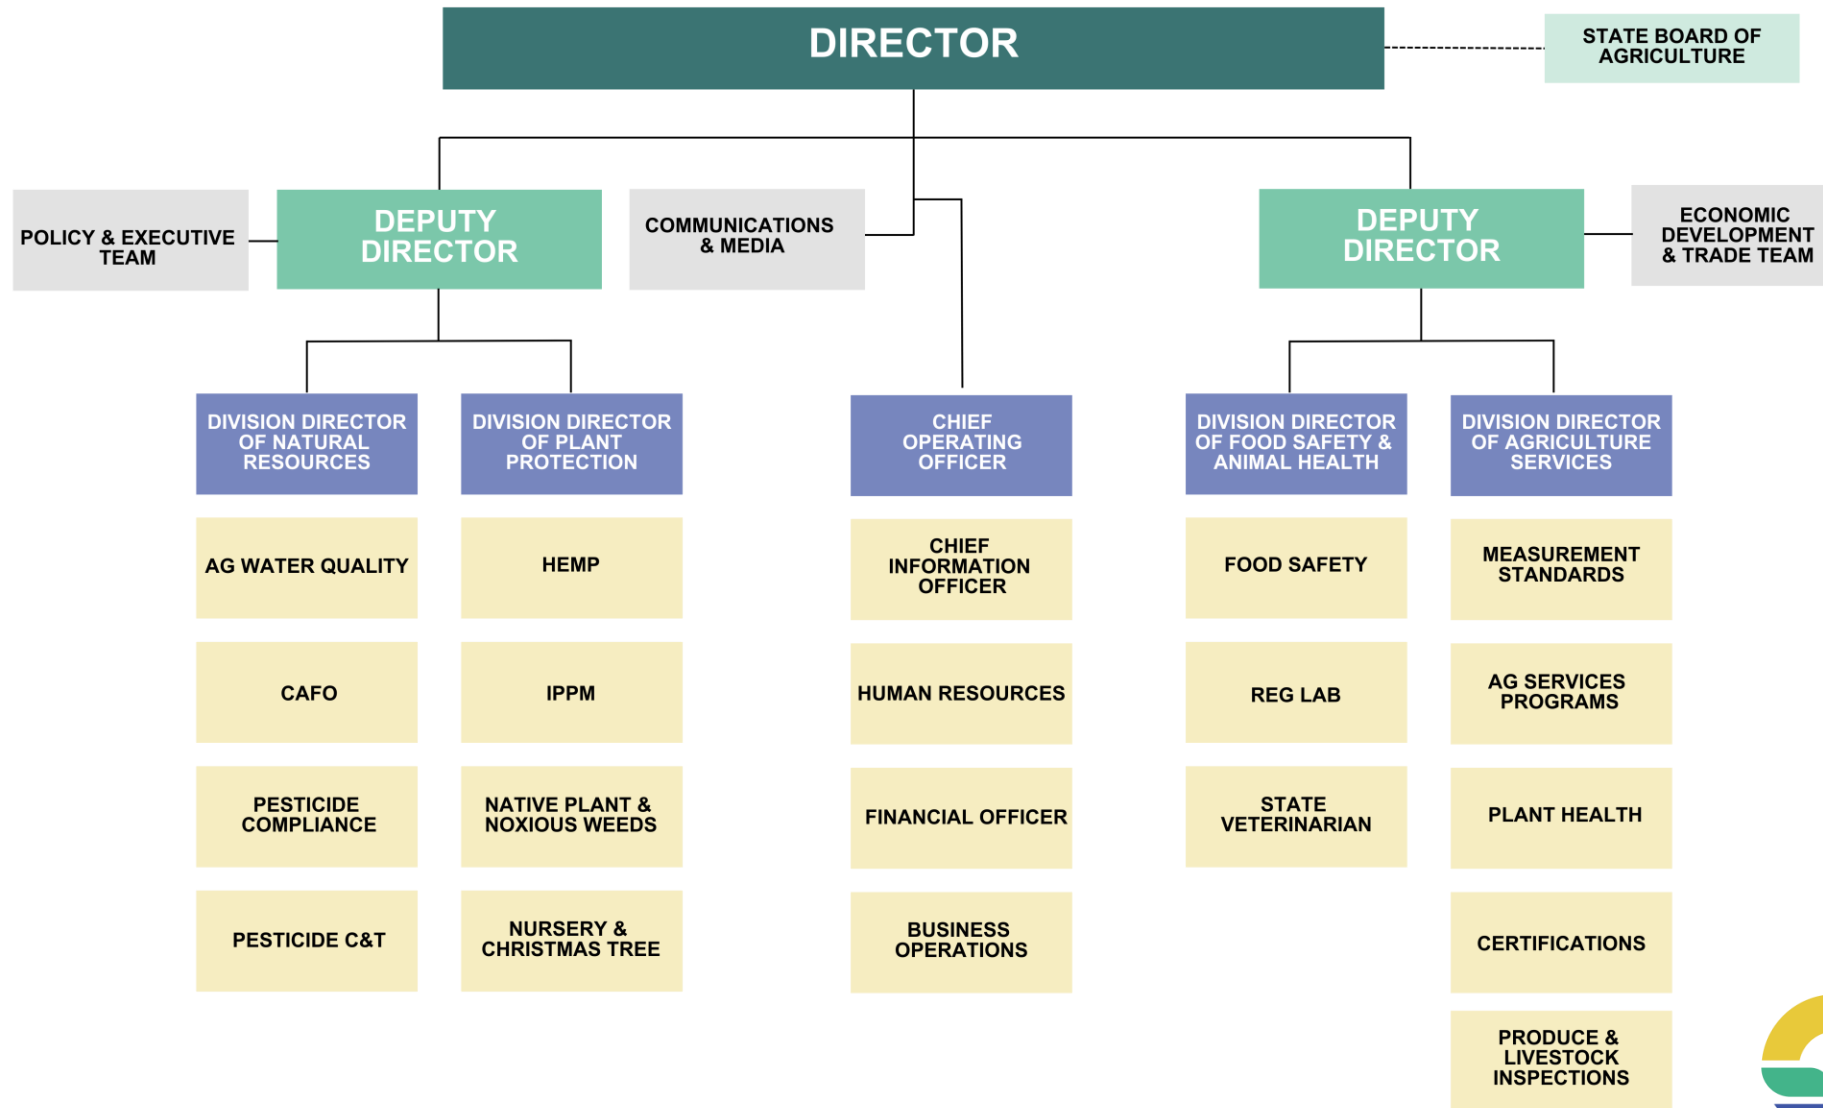 DIRECTOR
STATE BOARD OF
AGRICULTURE
POLICY & EXECUTIVE
TEAM
DEPUTY
DIRECTOR
COMMUNICATIONS
& MEDIA
DEPUTY
DIRECTOR
ECONOMIC
DEVELOPMENT
& TRADE TEAM
DIVISION DIRECTOR
OF NATURAL
RESOURCES
DIVISION DIRECTOR
OF PLANT
PROTECTION
CHIEF
OPERATING
OFFICER
DIVISION DIRECTOR
OF FOOD SAFETY &
ANIMAL HEALTH
DIVISION DIRECTOR
OF AGRICULTURE
SERVICES
AG WATER QUALITY
HEMP
CHIEF
INFORMATION
OFFICER
FOOD SAFETY
MEASUREMENT
STANDARDS
CAFO
IPPM
HUMAN RESOURCES
REG LAB
AG SERVICES
PROGRAMS
PESTICIDE
COMPLIANCE
NATIVE PLANT &
NOXIOUS WEEDS
FINANCIAL OFFICER
STATE
VETERINARIAN
PLANT HEALTH
PESTICIDE C&T
NURSERY &
CHRISTMAS TREE
BUSINESS
OPERATIONS
CERTIFICATIONS
PRODUCE &
LIVESTOCK
INSPECTIONS